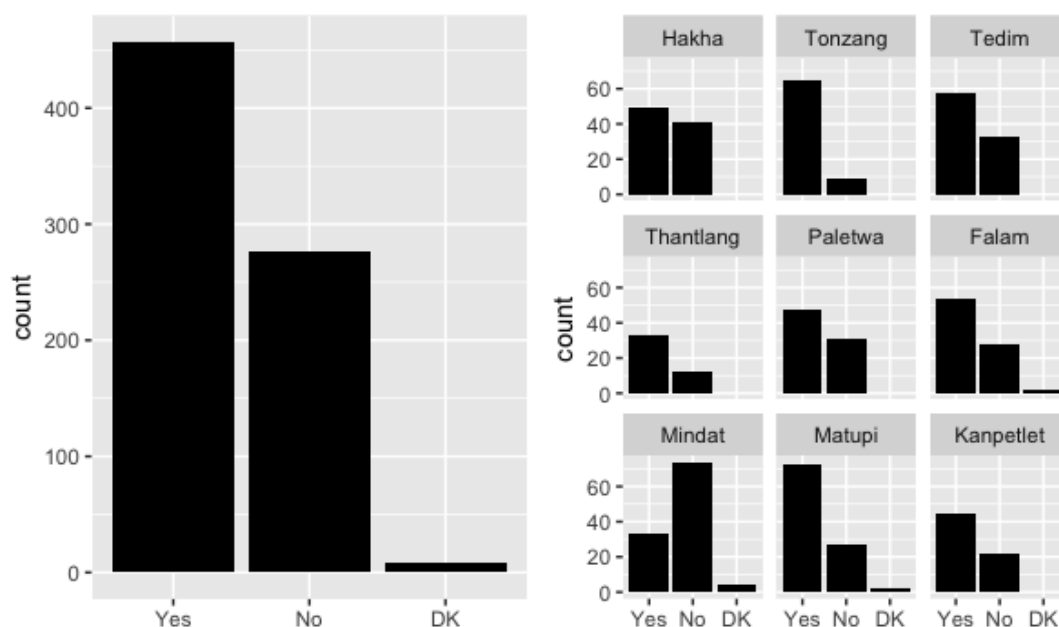 count
400
300
200
100
0
Yes No DK
count
Hakha Tonzang Tedim
60
40
20
0
Thantlang Paletwa Falam
60
40
20
0
Mindat Matupi Kanpetlet
60
40
20
0
Yes No DK Yes No DK Yes No DK